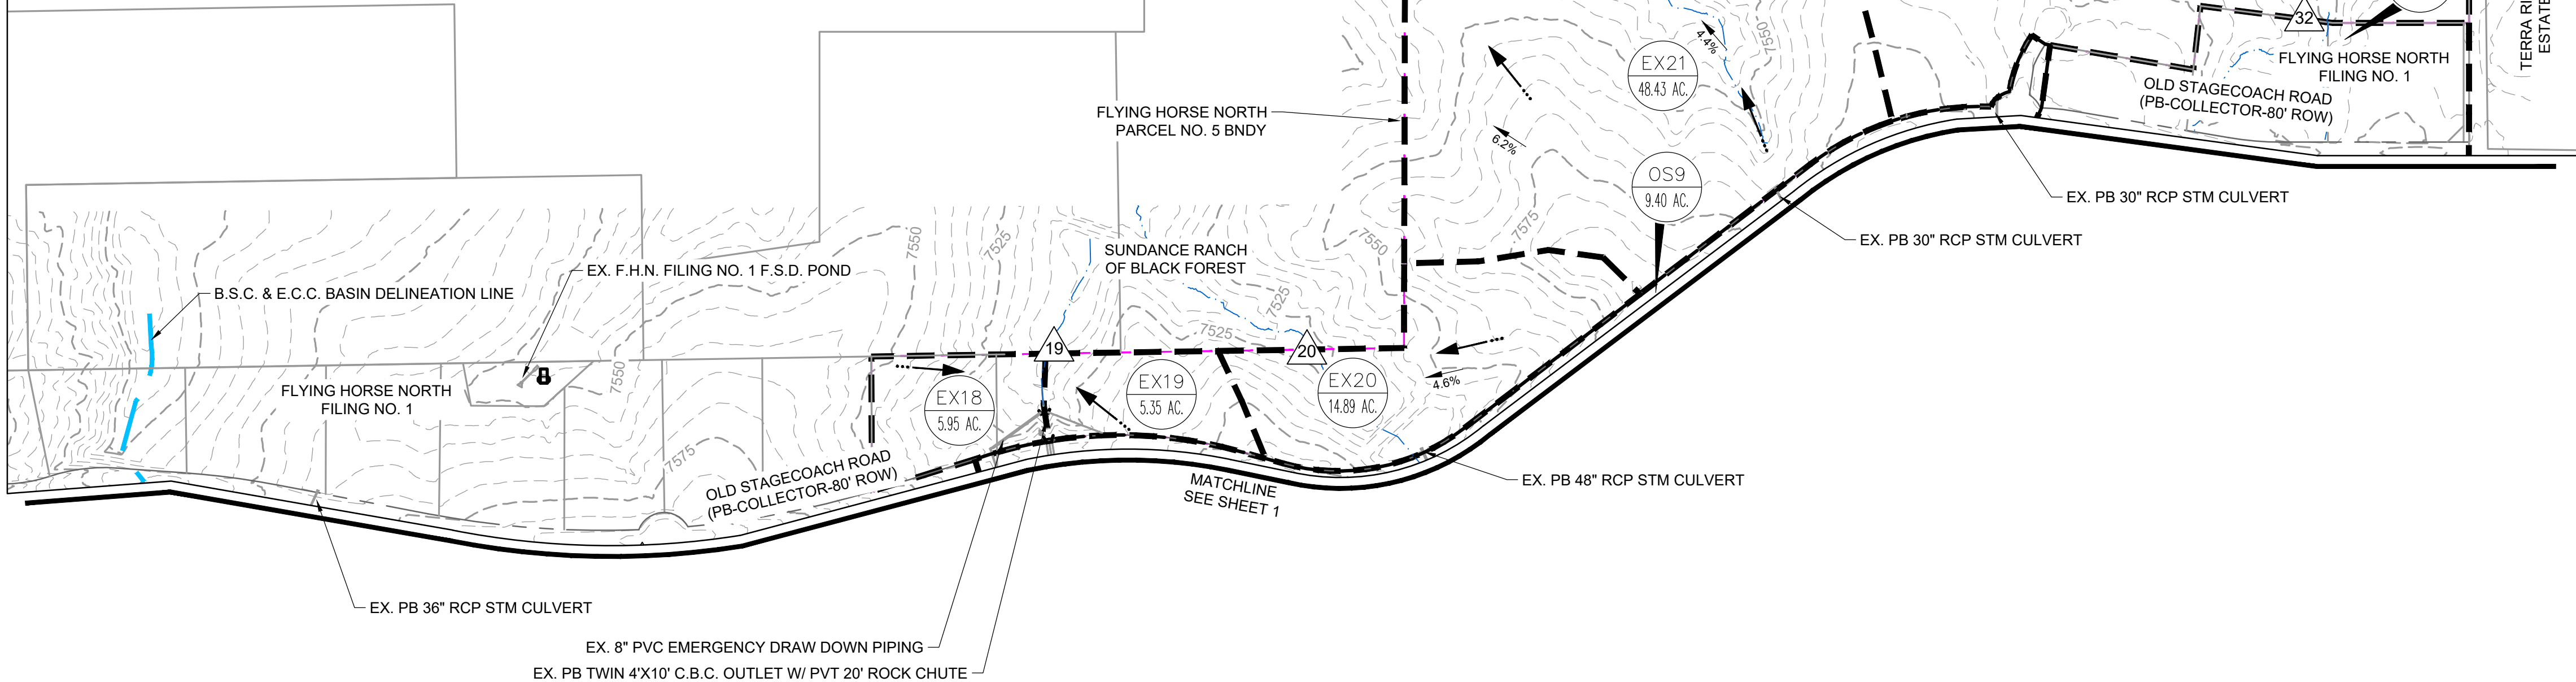 32
TERRA RI
ESTATE
FLYING HORSE NORTH
FILING NO. 1
OLD STAGECOACH ROAD
(PB-COLLECTOR-80' ROW)
4.4%
7550
EX21
48.43 AC.
FLYING HORSE NORTH
PARCEL NO. 5 BNDY
6.2%
OS9
9.40 AC.
EX. PB 30" RCP STM CULVERT
EX. PB 30" RCP STM CULVERT
7575
7550
7550
7525
SUNDANCE RANCH
OF BLACK FOREST
EX. F.H.N. FILING NO. 1 F.S.D. POND
B.S.C. & E.C.C. BASIN DELINEATION LINE
7525
7525
19
20
8
7550
FLYING HORSE NORTH
FILING NO. 1
EX18
5.95 AC.
EX19
5.35 AC.
EX20
14.89 AC.
4.6%
7575
OLD STAGECOACH ROAD
(PB-COLLECTOR-80' ROW)
MATCHLINE
SEE SHEET 1
EX. PB 48" RCP STM CULVERT
EX. PB 36" RCP STM CULVERT
EX. 8" PVC EMERGENCY DRAW DOWN PIPING
EX. PB TWIN 4'X10' C.B.C. OUTLET W/ PVT 20' ROCK CHUTE